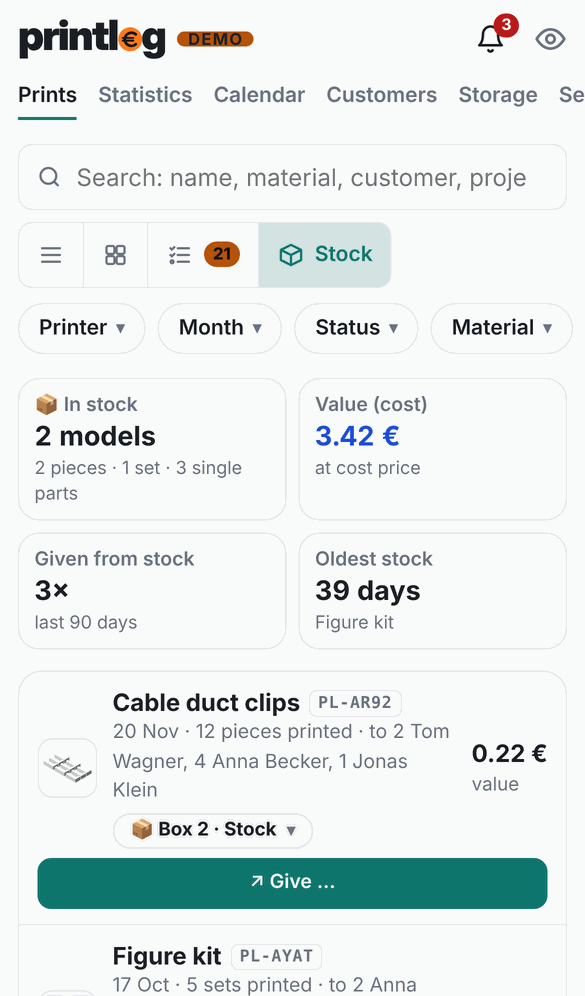 printl€g DEMO 3
Prints Statistics Calendar Customers Storage Se
Search: name, material, customer, proje
21 Stock
Printer ▼ Month ▼ Status ▼ Material ▼
📦 In stock
2 models
2 pieces · 1 set · 3 single
parts
Value (cost)
3.42 €
at cost price
Given from stock
3×
last 90 days
Oldest stock
39 days
Figure kit
Cable duct clips PL-AR92
20 Nov · 12 pieces printed · to 2 Tom
Wagner, 4 Anna Becker, 1 Jonas
Klein
0.22 €
value
📦 Box 2 · Stock ▼
↗ Give ...
Figure kit PL-AYAT
17 Oct · 5 sets printed · to 2 Anna